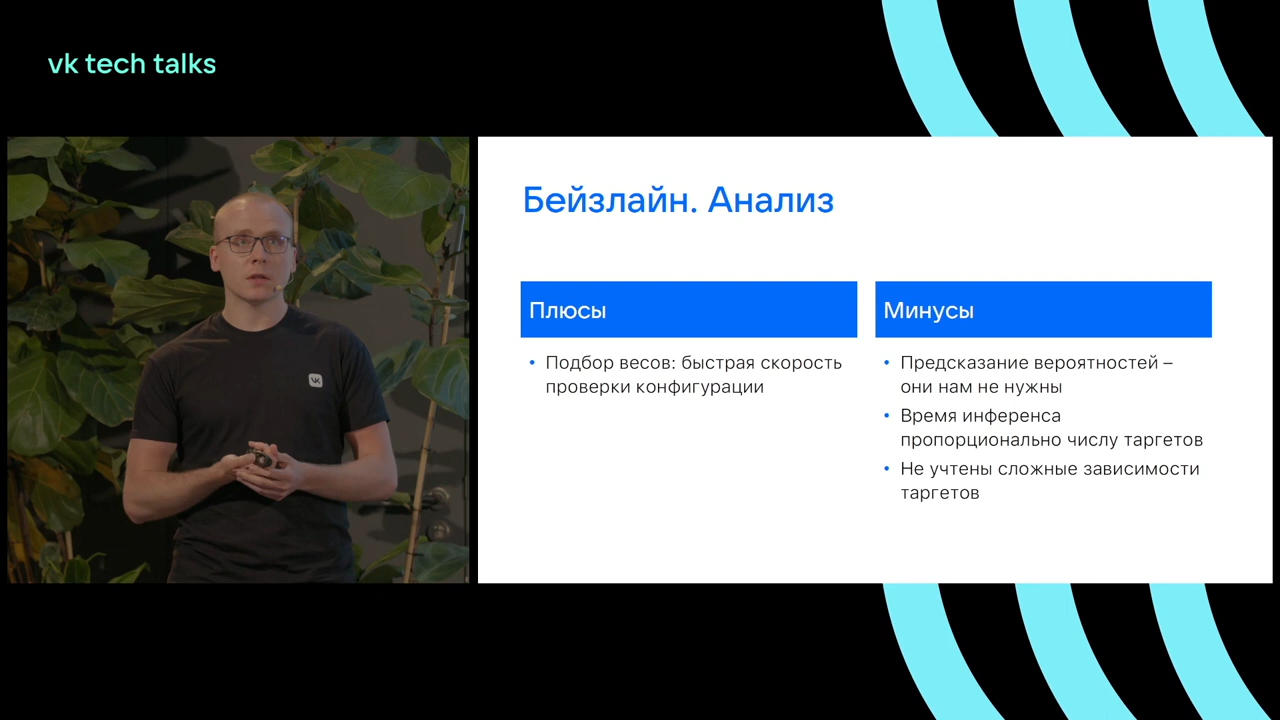 vk tech talks
Бейзлайн. Анализ
Плюсы
• Подбор весов: быстрая скорость
проверки конфигурации
Минусы
• Предсказание вероятностей –
они нам не нужны
• Время инференса
пропорционально числу таргетов
• Не учтены сложные зависимости
таргетов